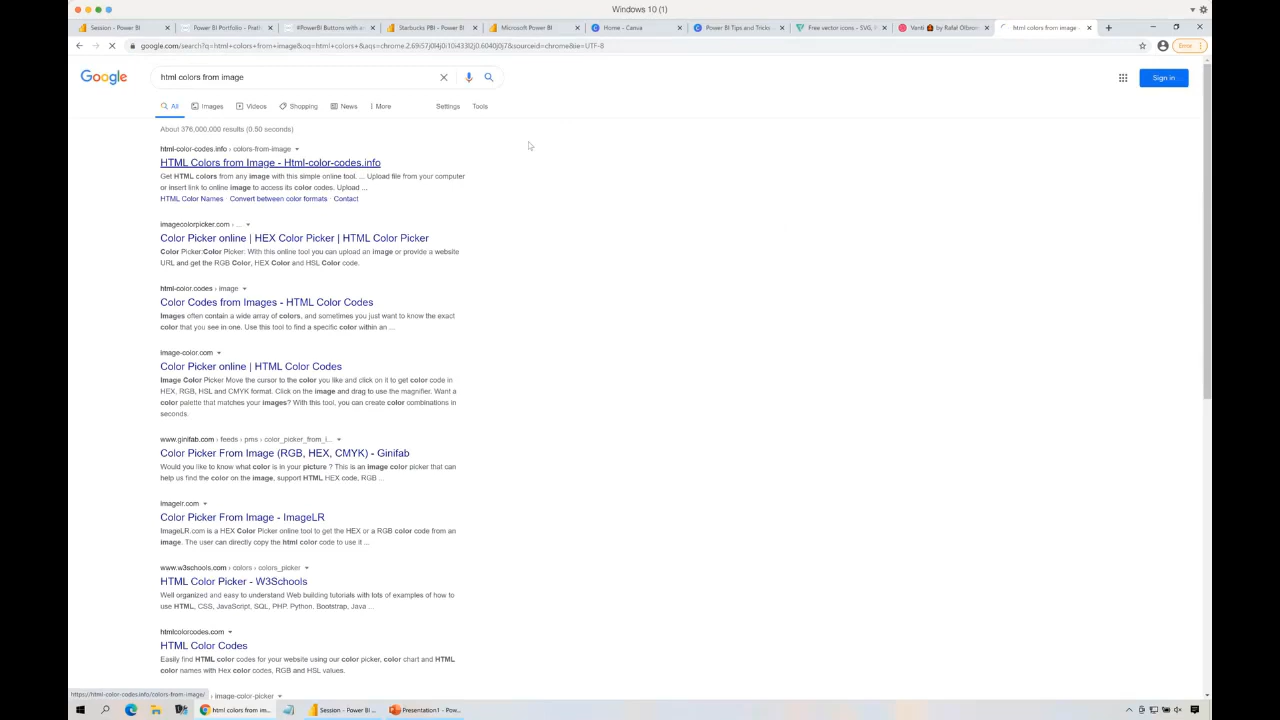 Windows 10 (1)
Session - Power BI
Power BI Portfolio - Prath
#PowerBI Buttons with ex
Starbucks PBI - Power BI
Microsoft Power BI
Home - Canva
Power BI Tips and Tricks
Free vector icons – SVG, P
Vanti by Rafał Olbrom
html colors from image -
google.com/search?q=html+colors+from+image&oq=html+colors+&aqs=chrome.2.69i57j0l4j0i10i433l2j0.6040j0j7&sourceid=chrome&ie=UTF-8
Error
Google
html colors from image
Sign in
All Images Videos Shopping News More Settings Tools
About 376,000,000 results (0.50 seconds)
html-color-codes.info › colors-from-image
HTML Colors from Image - Html-color-codes.info
Get HTML colors from any image with this simple online tool. ... Upload file from your computer
or insert link to online image to access its color codes. Upload ...
HTML Color Names · Convert between color formats · Contact
imagecolorpicker.com › ...
Color Picker online | HEX Color Picker | HTML Color Picker
Color Picker:Color Picker: With this online tool you can upload an image or provide a website
URL and get the RGB Color, HEX Color and HSL Color code.
html-color.codes › image
Color Codes from Images - HTML Color Codes
Images often contain a wide array of colors, and sometimes you just want to know the exact
color that you see in one. Use this tool to find a specific color within an ...
image-color.com
Color Picker online | HTML Color Codes
Image Color Picker Move the cursor to the color you like and click on it to get color code in
HEX, RGB, HSL and CMYK format. Click on the image and drag to use the magnifier. Want a
color palette that matches your images? With this tool, you can create color combinations in
seconds.
www.ginifab.com › feeds › pms › color_picker_from_i...
Color Picker From Image (RGB, HEX, CMYK) - Ginifab
Would you like to know what color is in your picture ? This is an image color picker that can
help us find the color on the image, support HTML HEX code, RGB ...
imagelr.com
Color Picker From Image - ImageLR
ImageLR.com is a HEX Color Picker online tool to get the HEX or a RGB color code from an
image. The user can directly copy the html color code to use it ...
www.w3schools.com › colors › colors_picker
HTML Color Picker - W3Schools
Well organized and easy to understand Web building tutorials with lots of examples of how to
use HTML, CSS, JavaScript, SQL, PHP, Python, Bootstrap, Java ...
htmlcolorcodes.com
HTML Color Codes
Easily find HTML color codes for your website using our color picker, color chart and HTML
color names with Hex color codes, RGB and HSL values.
https://html-color-codes.info/colors-from-image/
› image-color-picker
html colors from im...
Session - Power BI ...
Presentation1 - Pow...